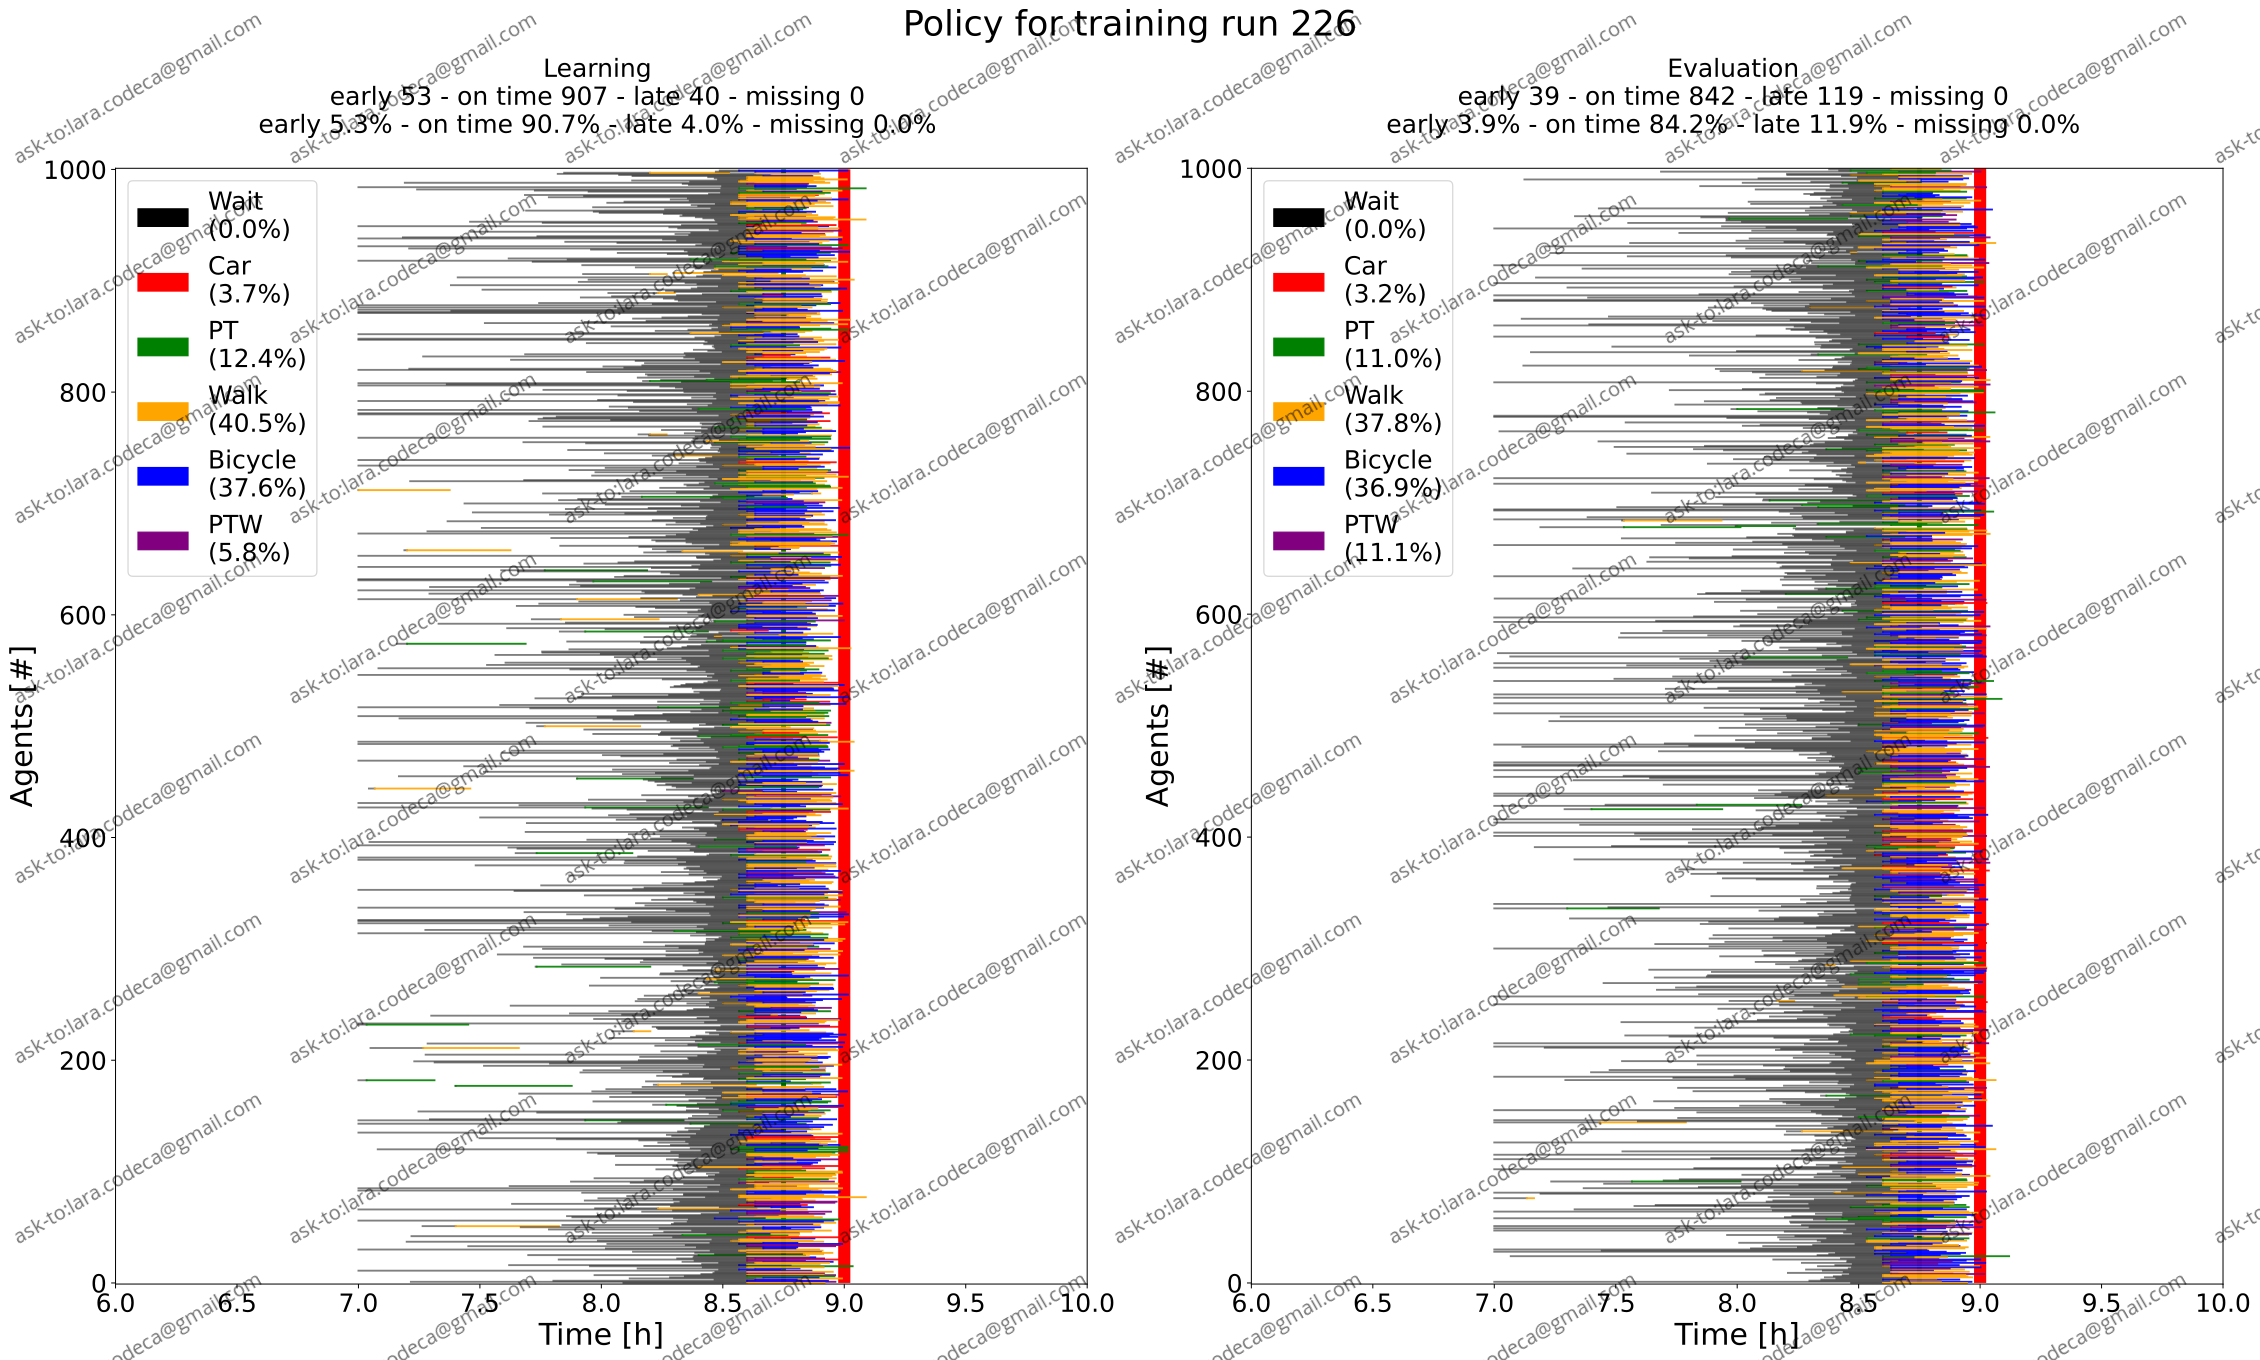 Policy for training run 226
Learning
early 53 - on time 907 - late 40 - missing 0
early 5.3% - on time 90.7% - late 4.0% - missing 0.0%
Agents[#]
1000
800
600
400
200
0
Wait
(0.0%)
Car
(3.7%)
PT
(12.4%)
Walk
(40.5%)
Bicycle
(37.6%)
PTW
(5.8%)
6.0 6.5 7.0 7.5 8.0 8.5 9.0 9.5 10.0
Time [h]
Evaluation
early 39 - on time 842 - late 119 - missing 0
early 3.9% - on time 84.2% - late 11.9% - missing 0.0%
Agents [#]
1000
800
600
400
200
0
Wait
(0.0%)
Car
(3.2%)
PT
(11.0%)
Walk
(37.8%)
Bicycle
(36.9%)
PTW
(11.1%)
6.0 6.5 7.0 7.5 8.0 8.5 9.0 9.5 10.0
Time [h]
ask-to:lara.codeca@gmail.com